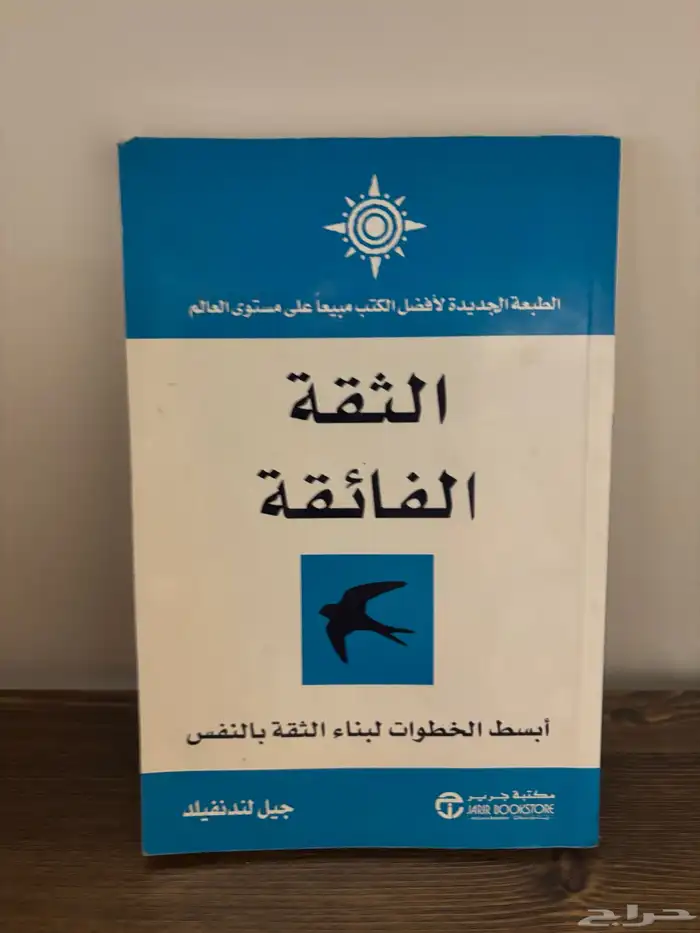 الطبعة الجديدة لأفضل الكتب مبيعاً على مستوى العالم
الثقة
الفائقة
أبسط الخطوات لبناء الثقة بالنفس
مكتبة جرير
JARIR BOOKSTORE
جيل لندنفيلد
حراج